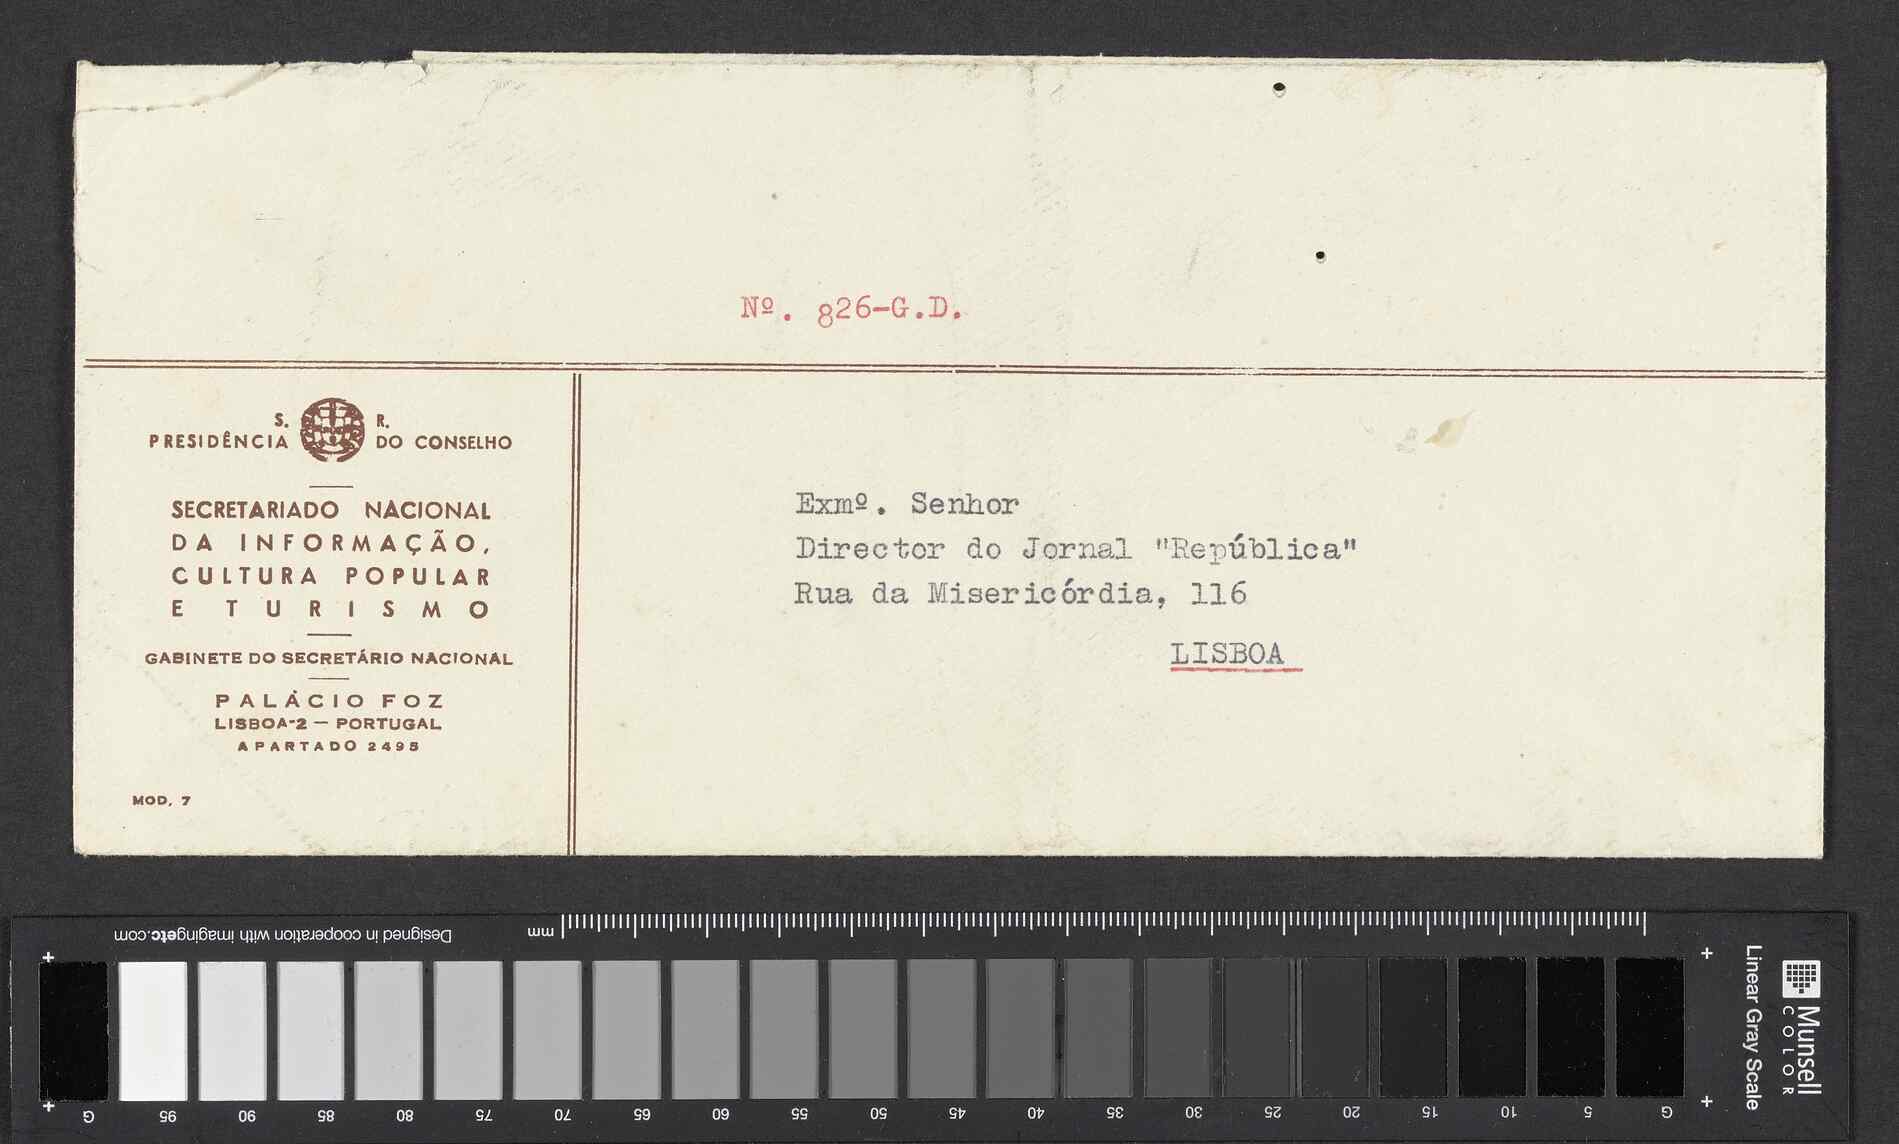 Nº. 826-G.D.
S. R.
PRESIDÊNCIA DO CONSELHO
SECRETARIADO NACIONAL
DA INFORMAÇÃO,
CULTURA POPULAR
E TURISMO
GABINETE DO SECRETÁRIO NACIONAL
PALÁCIO FOZ
LISBOA-2 — PORTUGAL
APARTADO 2495
MOD. 7
Exmº. Senhor
Director do Jornal "República"
Rua da Misericórdia, 116
LISBOA
Designed in cooperation with imagingetc.com
mm
G 95 90 85 80 75 70 65 60 55 50 45 40 35 30 25 20 15 10 5 G
Linear Gray Scale
Munsell
COLOR